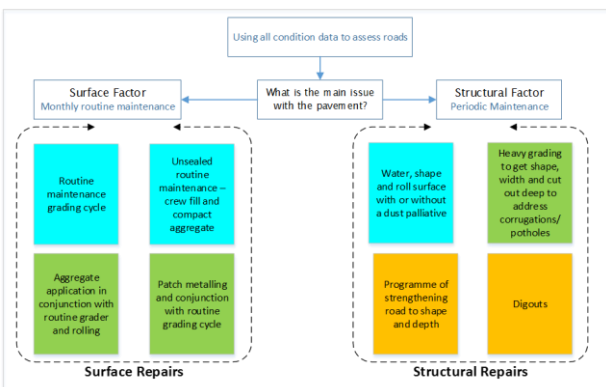 Using all condition data to assess roads
Surface Factor
Monthly routine maintenance
What is the main issue
with the pavement?
Structural Factor
Periodic Maintenance
Routine
maintenance
grading cycle
Unsealed
routine
maintenance –
crew fill and
compact
aggregate
Water, shape
and roll surface
with or without
a dust palliative
Heavy grading
to get shape,
width and cut
out deep to
address
corrugations/
potholes
Aggregate
application in
conjunction with
routine grader
and rolling
Patch metalling
and conjunction
with routine
grading cycle
Programme of
strengthening
road to shape
and depth
Digouts
Surface Repairs
Structural Repairs